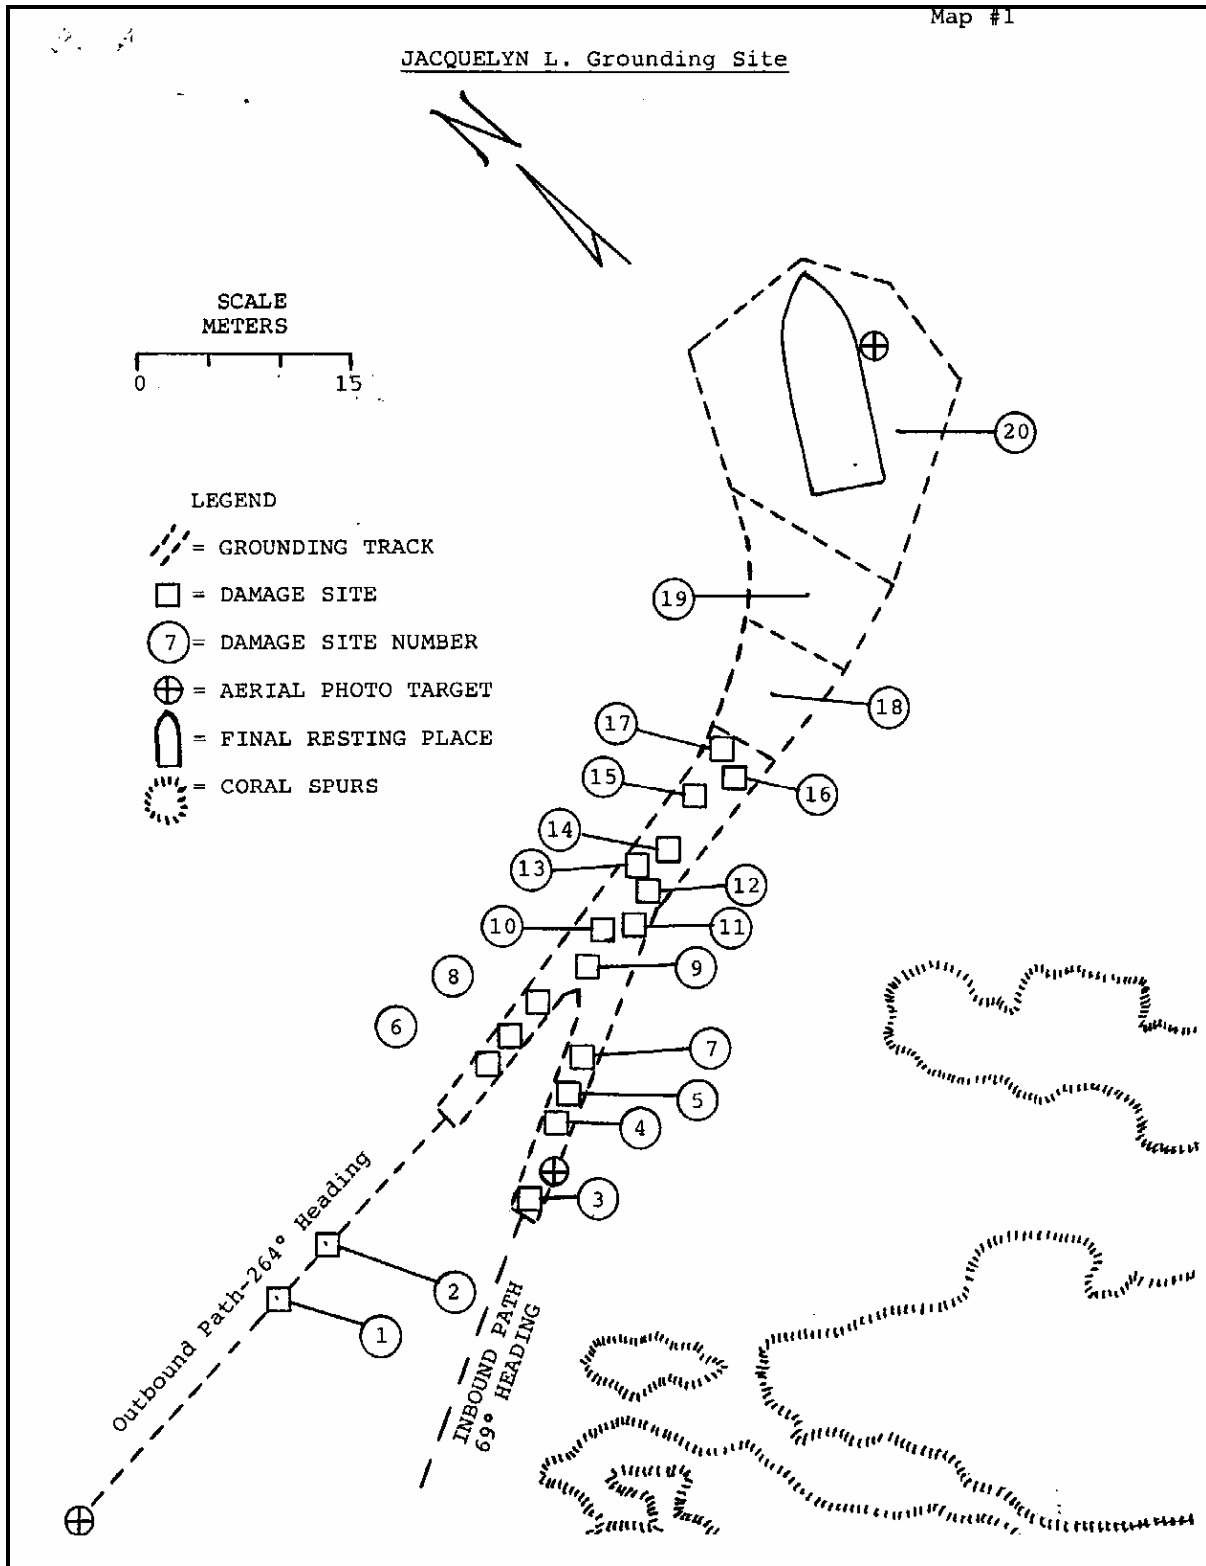 Map #1
JACQUELYN L. Grounding Site
N
SCALE
METERS
0 15
LEGEND
= GROUNDING TRACK
= DAMAGE SITE
7 = DAMAGE SITE NUMBER
= AERIAL PHOTO TARGET
= FINAL RESTING PLACE
= CORAL SPURS
20
19
18
17
15
16
14
13
12
10
11
9
8
6
7
5
4
3
2
1
Outbound Path-264° Heading
INBOUND PATH
69° HEADING